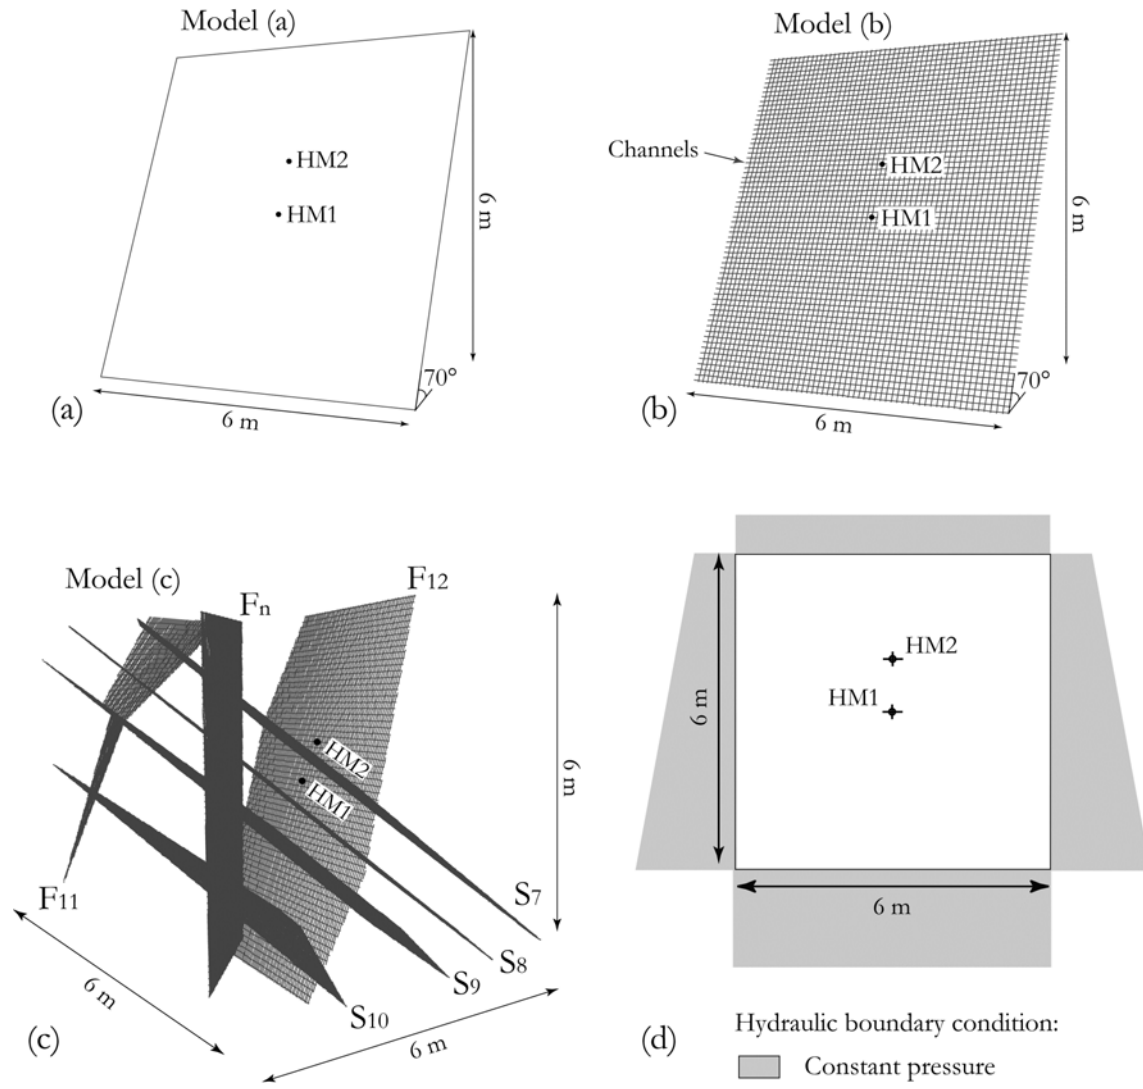 Model (a)
HM2
HM1
6 m
70°
6 m
(a)
Model (b)
Channels
HM2
HM1
6 m
70°
6 m
(b)
Model (c)
Fn
F12
HM2
HM1
6 m
F11
S7
S8
S9
S10
6 m
6 m
(c)
HM2
HM1
6 m
6 m
(d)
Hydraulic boundary condition:
Constant pressure